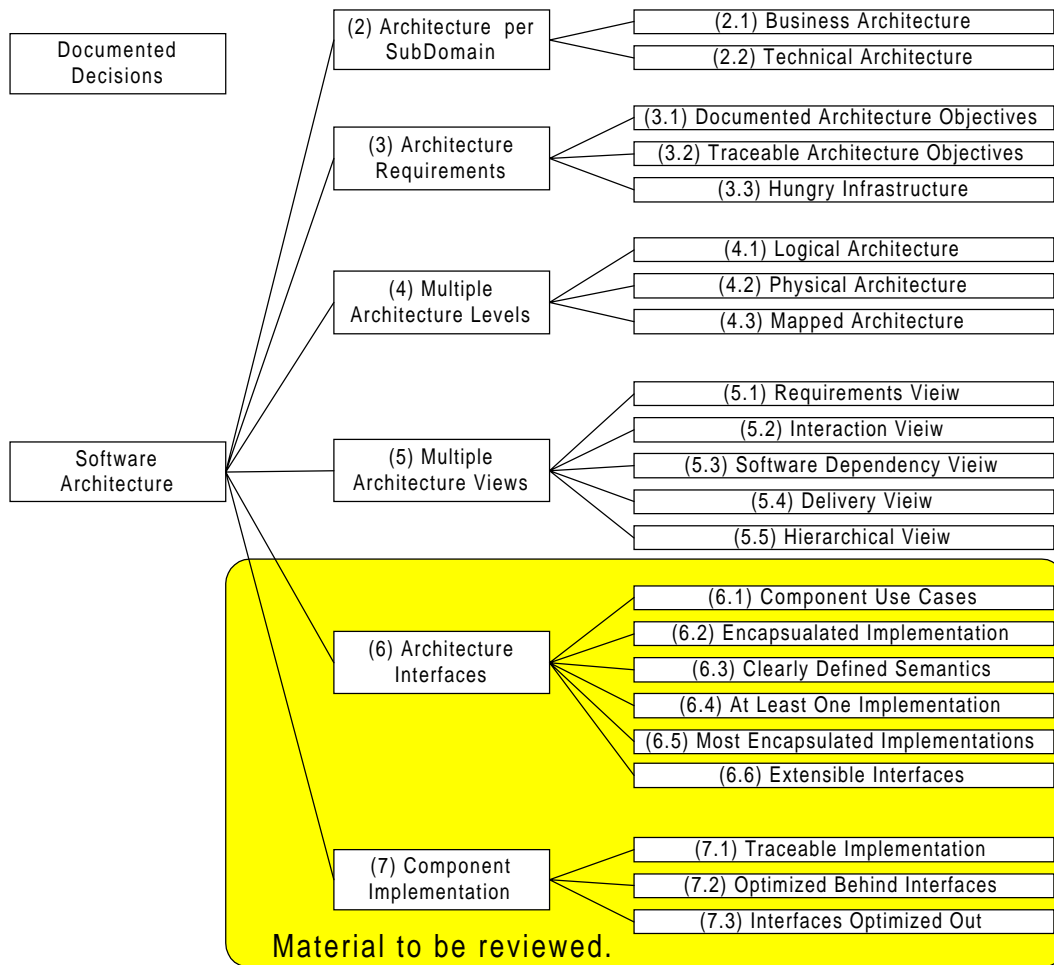 Documented
Decisions
(2) Architecture per
SubDomain
(2.1) Business Architecture
(2.2) Technical Architecture
(3) Architecture
Requirements
(3.1) Documented Architecture Objectives
(3.2) Traceable Architecture Objectives
(3.3) Hungry Infrastructure
(4) Multiple
Architecture Levels
(4.1) Logical Architecture
(4.2) Physical Architecture
(4.3) Mapped Architecture
Software
Architecture
(5) Multiple
Architecture Views
(5.1) Requirements Vieiw
(5.2) Interaction Vieiw
(5.3) Software Dependency Vieiw
(5.4) Delivery Vieiw
(5.5) Hierarchical Vieiw
(6) Architecture
Interfaces
(6.1) Component Use Cases
(6.2) Encapsualated Implementation
(6.3) Clearly Defined Semantics
(6.4) At Least One Implementation
(6.5) Most Encapsulated Implementations
(6.6) Extensible Interfaces
(7) Component
Implementation
(7.1) Traceable Implementation
(7.2) Optimized Behind Interfaces
(7.3) Interfaces Optimized Out
Material to be reviewed.